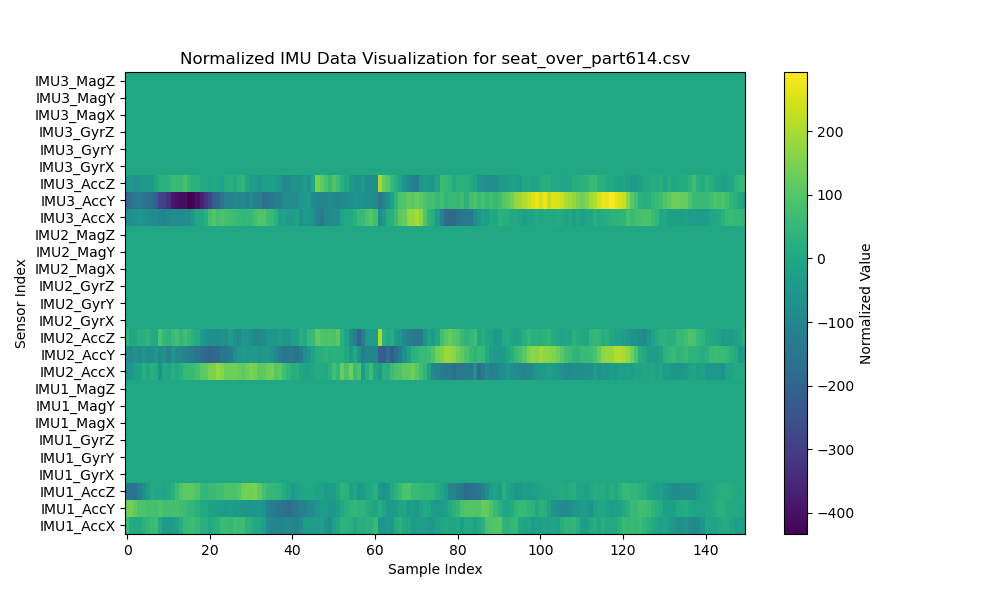 Normalized IMU Data Visualization for seat_over_part614.csv
Sensor Index
IMU3_MagZ
IMU3_MagY
IMU3_MagX
IMU3_GyrZ
IMU3_GyrY
IMU3_GyrX
IMU3_AccZ
IMU3_AccY
IMU3_AccX
IMU2_MagZ
IMU2_MagY
IMU2_MagX
IMU2_GyrZ
IMU2_GyrY
IMU2_GyrX
IMU2_AccZ
IMU2_AccY
IMU2_AccX
IMU1_MagZ
IMU1_MagY
IMU1_MagX
IMU1_GyrZ
IMU1_GyrY
IMU1_GyrX
IMU1_AccZ
IMU1_AccY
IMU1_AccX
0 20 40 60 80 100 120 140
Sample Index
200
100
0
−100
−200
−300
−400
Normalized Value